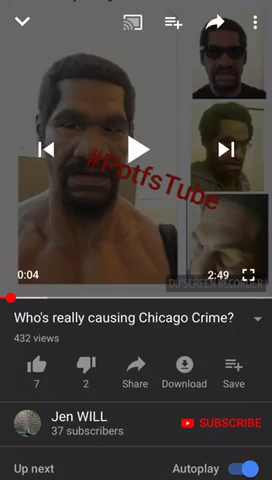 #PotfsTube
0:04
2:49
DU SCREEN RECORDER
Who's really causing Chicago Crime?
432 views
7
2
Share
Download
Save
Jen WILL
37 subscribers
SUBSCRIBE
Up next
Autoplay